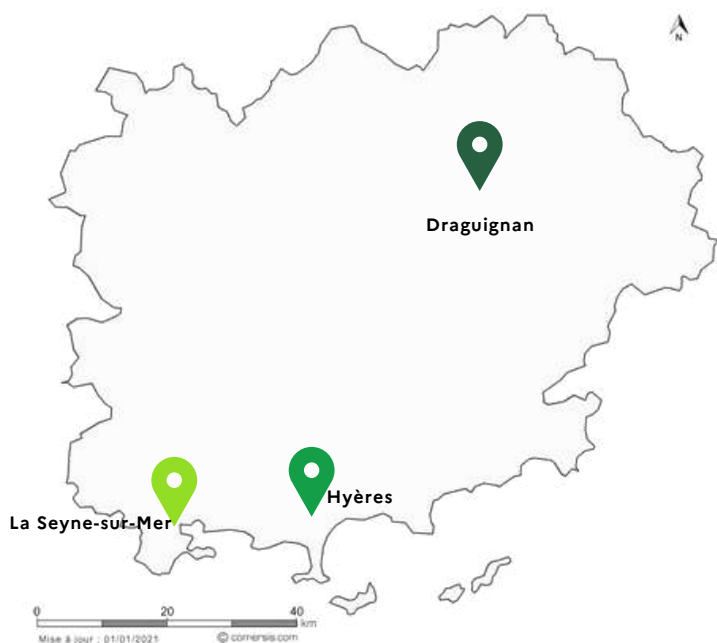 N
Draguignan
Hyères
La Seyne-sur-Mer
0 20 40
km
Mise à jour : 01/01/2021 © comersis.com